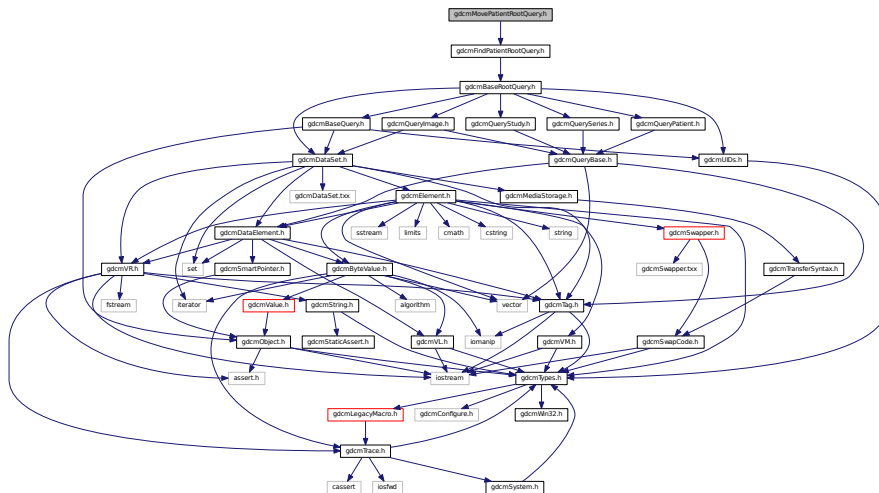 gdcmMovePatientRootQuery.h
gdcmFindPatientRootQuery.h
gdcmBaseRootQuery.h
gdcmBaseQuery.h
gdcmQueryImage.h
gdcmQueryStudy.h
gdcmQuerySeries.h
gdcmQueryPatient.h
gdcmDataSet.h
gdcmQueryBase.h
gdcmUIDs.h
gdcmDataSet.txx
gdcmElement.h
gdcmMediaStorage.h
gdcmDataElement.h
sstream
limits
cmath
cstring
string
gdcmSwapper.h
gdcmVR.h
set
gdcmSmartPointer.h
gdcmByteValue.h
gdcmSwapper.txx
gdcmTransferSyntax.h
fstream
iterator
gdcmValue.h
gdcmString.h
algorithm
vector
gdcmTag.h
gdcmObject.h
gdcmStaticAssert.h
gdcmVL.h
iomanip
gdcmVM.h
gdcmSwapCode.h
assert.h
iostream
gdcmTypes.h
gdcmLegacyMacro.h
gdcmConfigure.h
gdcmWin32.h
gdcmTrace.h
cassert
iosfwd
gdcmSystem.h